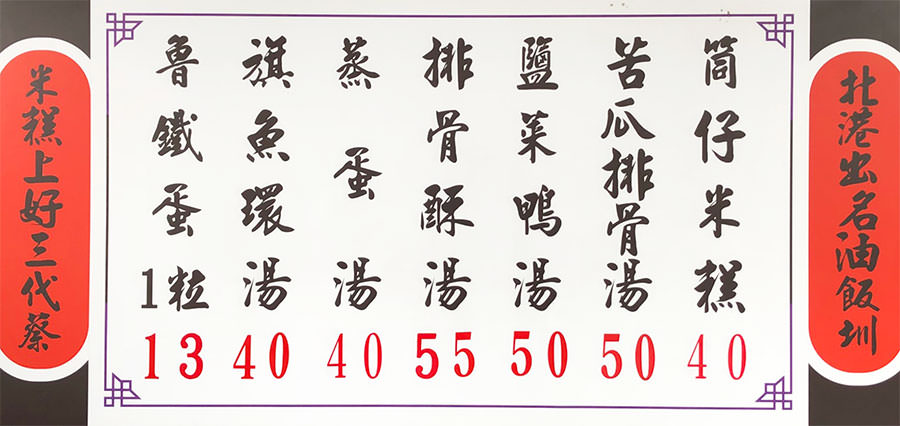 北港出名油飯圳
筒仔米糕 40
苦瓜排骨湯 50
鹽菜鴨湯 50
排骨酥湯 55
蒸蛋湯 40
旗魚環湯 40
魯鐵蛋1粒 13
米糕上好三代蔡